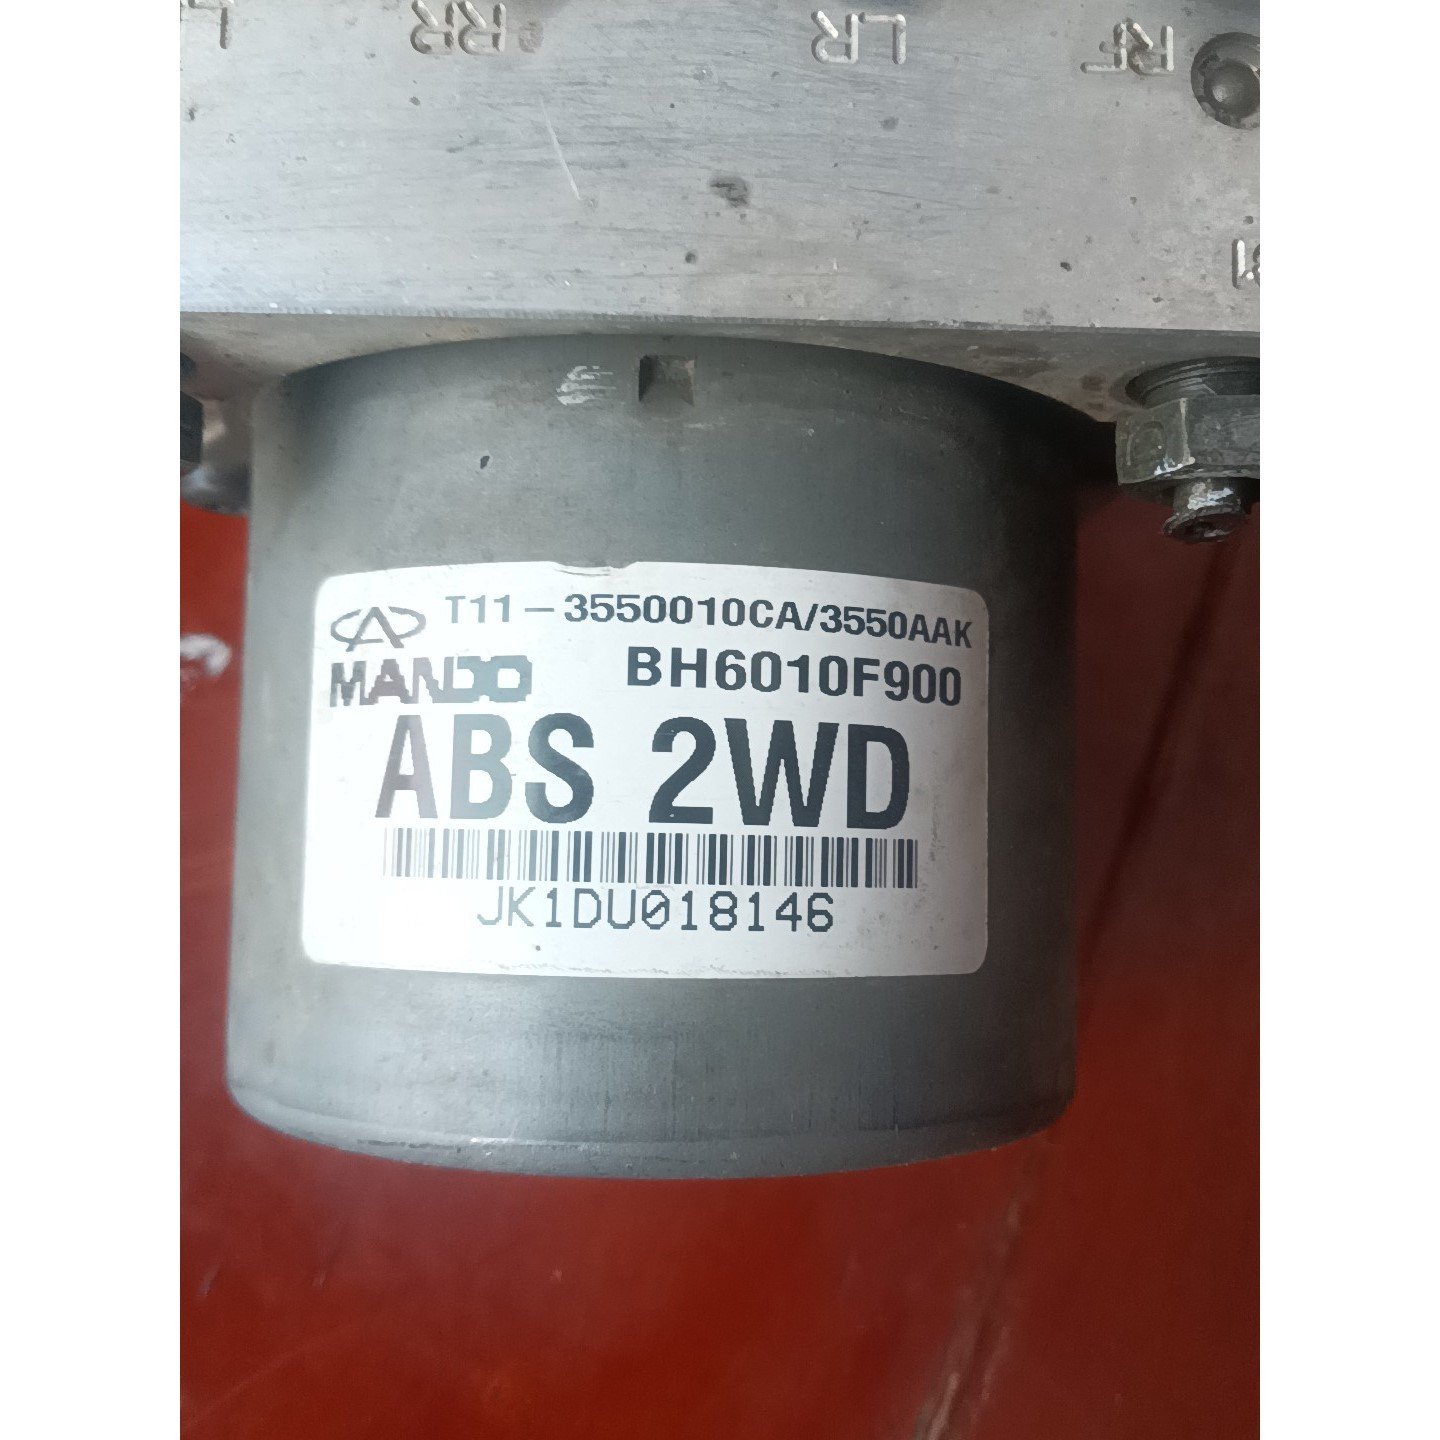 RR
LR
RF
T11-3550010CA/3550AAK
MANDO
BH6010F900
ABS 2WD
JK1DU018146